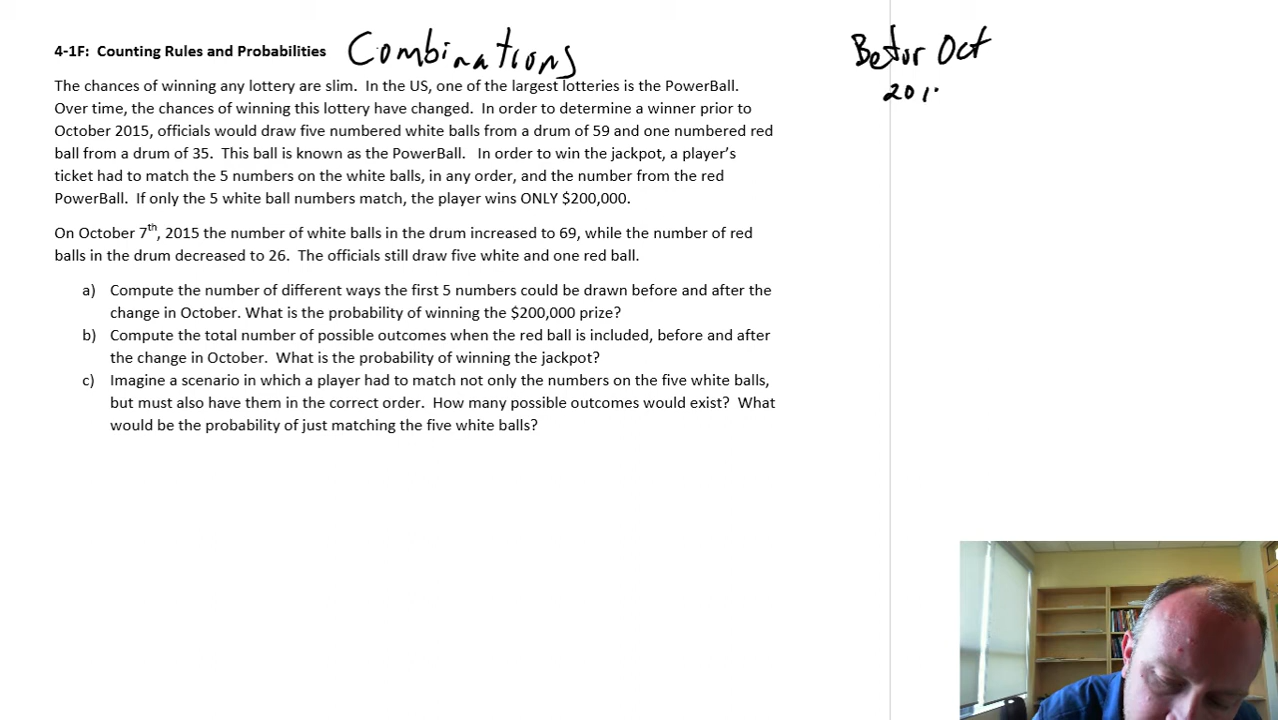 4-1F: Counting Rules and Probabilities Combinations
The chances of winning any lottery are slim. In the US, one of the largest lotteries is the PowerBall.
Over time, the chances of winning this lottery have changed. In order to determine a winner prior to
October 2015, officials would draw five numbered white balls from a drum of 59 and one numbered red
ball from a drum of 35. This ball is known as the PowerBall. In order to win the jackpot, a player's
ticket had to match the 5 numbers on the white balls, in any order, and the number from the red
PowerBall. If only the 5 white ball numbers match, the player wins ONLY $200,000.
On October 7th, 2015 the number of white balls in the drum increased to 69, while the number of red
balls in the drum decreased to 26. The officials still draw five white and one red ball.
a) Compute the number of different ways the first 5 numbers could be drawn before and after the
change in October. What is the probability of winning the $200,000 prize?
b) Compute the total number of possible outcomes when the red ball is included, before and after
the change in October. What is the probability of winning the jackpot?
c) Imagine a scenario in which a player had to match not only the numbers on the five white balls,
but must also have them in the correct order. How many possible outcomes would exist? What
would be the probability of just matching the five white balls?
Oct